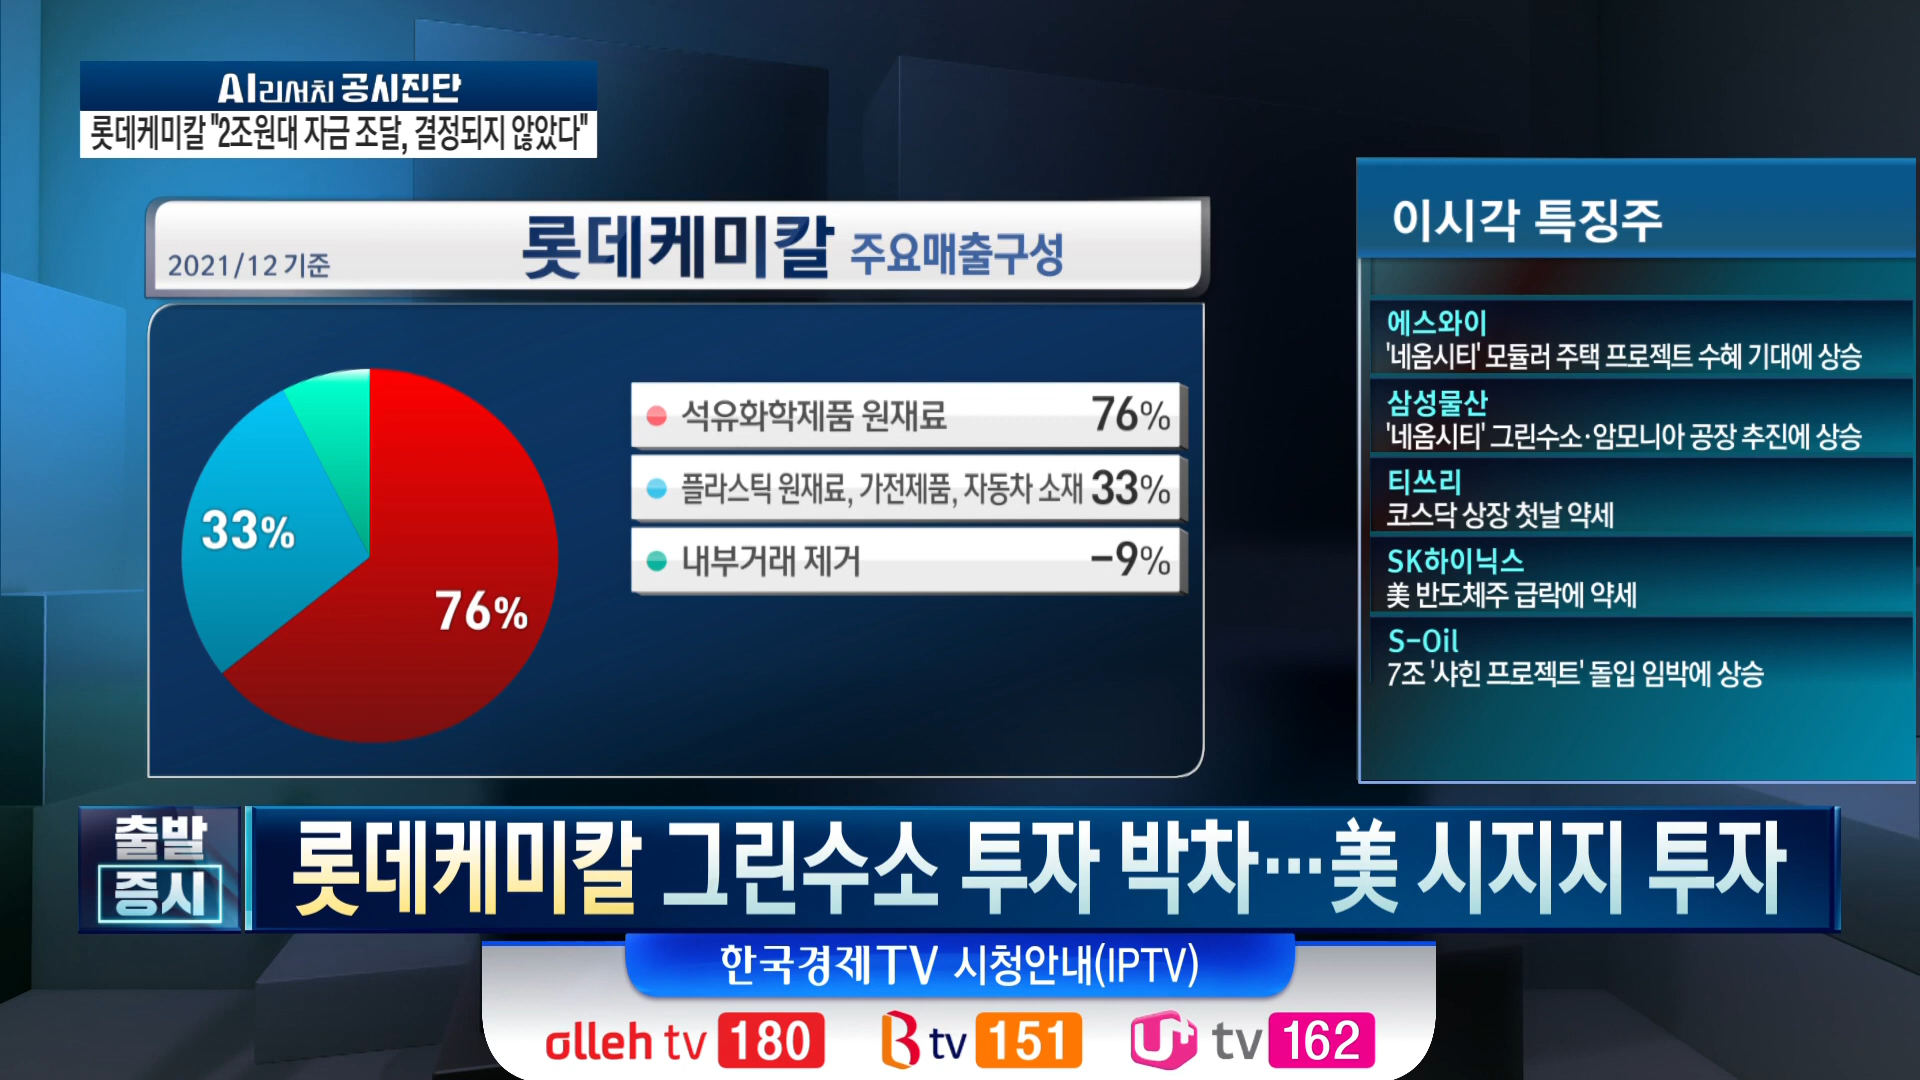 AI리서치 공시진단
롯데케미칼 "2조원대 자금 조달, 결정되지 않았다"
2021/12 기준
롯데케미칼 주요매출구성
33%
76%
석유화학제품 원재료 76%
플라스틱 원재료, 가전제품, 자동차 소재 33%
내부거래 제거 -9%
이시각 특징주
에스와이
'네옴시티' 모듈러 주택 프로젝트 수혜 기대에 상승
삼성물산
'네옴시티' 그린수소·암모니아 공장 추진에 상승
티쓰리
코스닥 상장 첫날 약세
SK하이닉스
美 반도체주 급락에 약세
S-Oil
7조 '샤힌 프로젝트' 돌입 임박에 상승
출발
증시
롯데케미칼 그린수소 투자 박차…美 시지지 투자
한국경제TV 시청안내(IPTV)
olleh tv 180
B tv 151
U+ tv 162